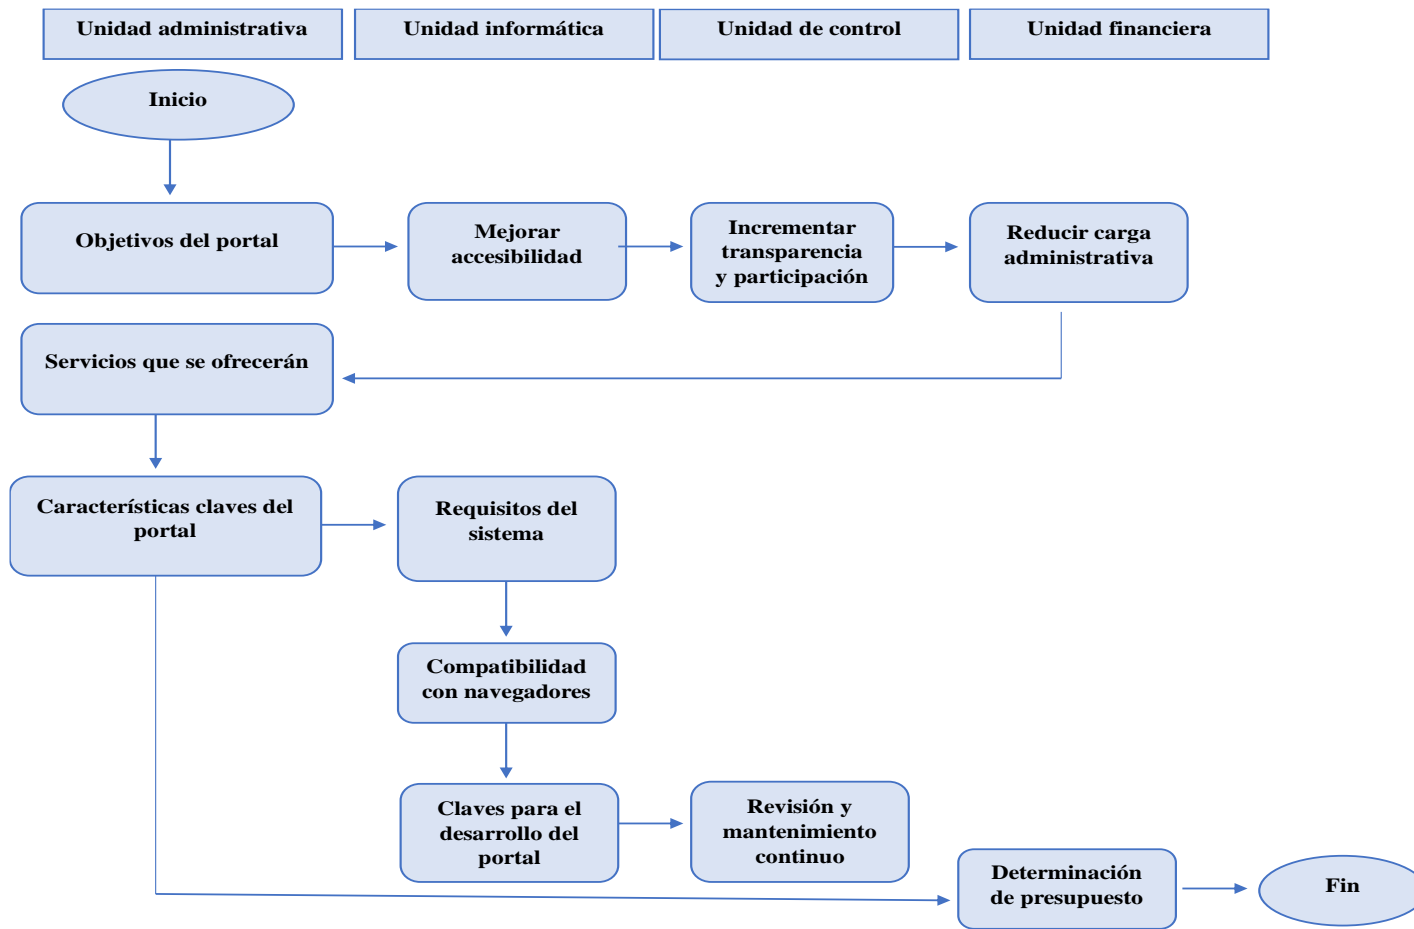 Unidad administrativa
Unidad informática
Unidad de control
Unidad financiera
Inicio
Objetivos del portal
Mejorar
accesibilidad
Incrementar
transparencia
y participación
Reducir carga
administrativa
Servicios que se ofrecerán
Características claves del
portal
Requisitos del
sistema
Compatibilidad
con navegadores
Claves para el
desarrollo del
portal
Revisión y
mantenimiento
continuo
Determinación
de presupuesto
Fin